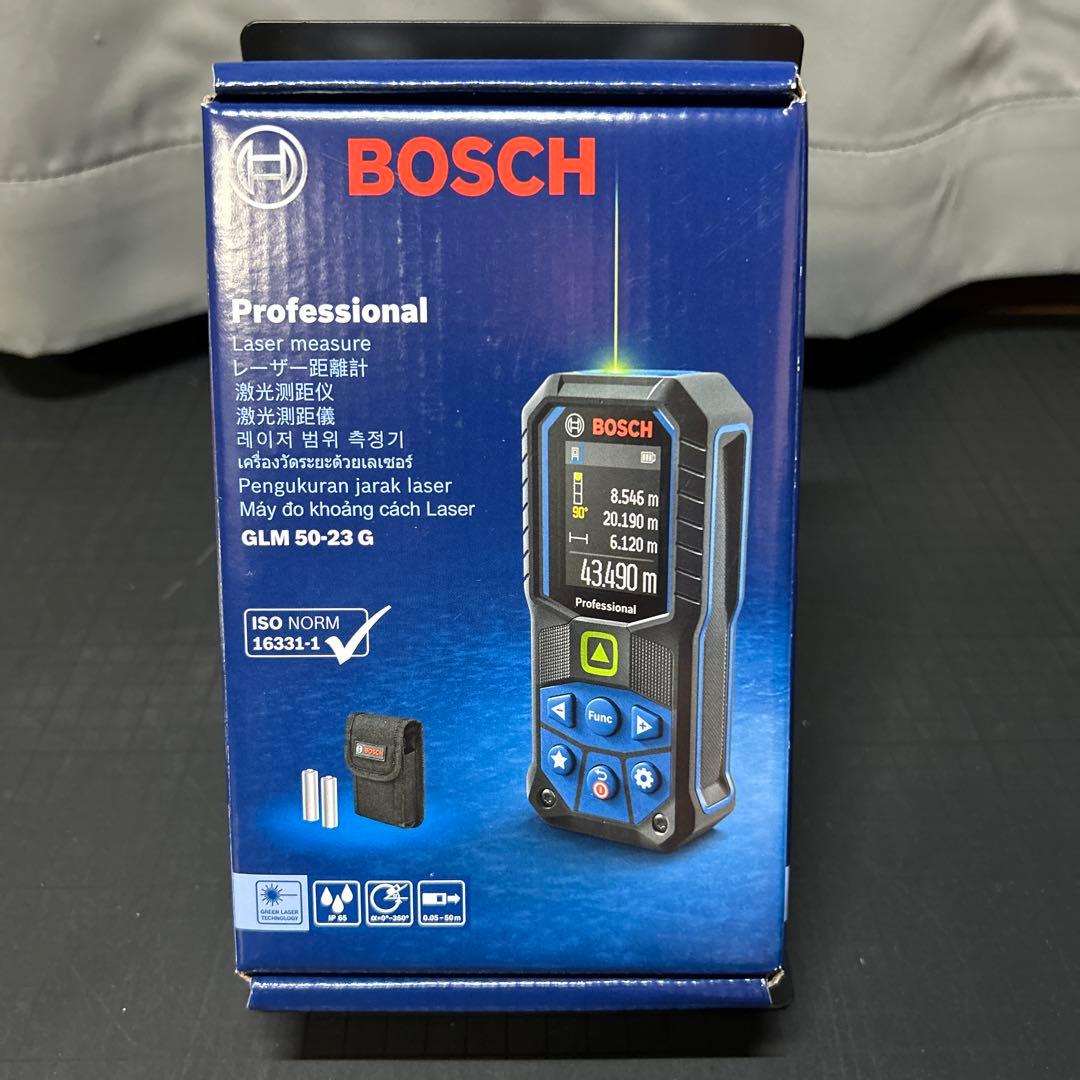 BOSCH
Professional
Laser measure
レーザー距離計
激光测距仪
激光測距儀
레이저 범위 측정기
เครื่องวัดระยะด้วยเลเซอร์
Pengukuran jarak laser
Máy đo khoảng cách Laser
GLM 50-23 G
ISO NORM
16331-1
BOSCH
8.546 m
90°
20.190 m
6.120 m
43.490 m
Professional
Func
BOSCH
GREEN LASER
TECHNOLOGY
IP 65
α=0°-360°
0.05-50m